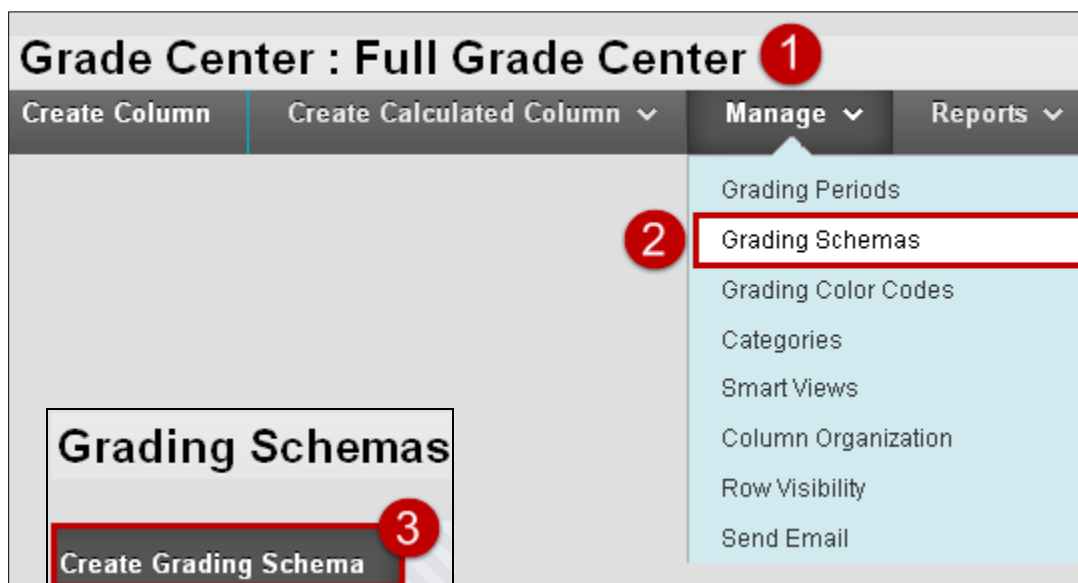 Grade Center : Full Grade Center 1
Create Column Create Calculated Column Manage Reports
Grading Periods
2 Grading Schemas
Grading Color Codes
Categories
Smart Views
Column Organization
Row Visibility
Send Email
Grading Schemas
3
Create Grading Schema